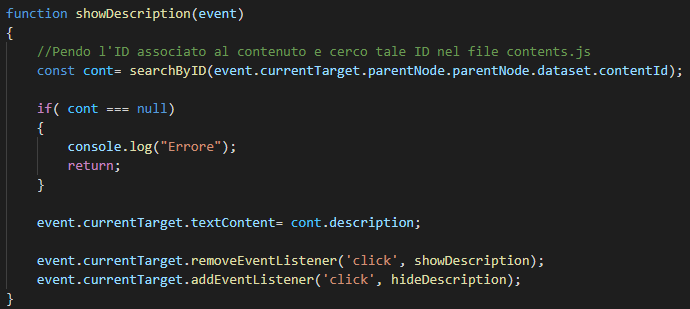 function showDescription(event)
{
//Pendo l'ID associato al contenuto e cerco tale ID nel file contents.js
const cont= searchByID(event.currentTarget.parentNode.parentNode.dataset.contentId);
if( cont === null)
{
console.log("Errore");
return;
}
event.currentTarget.textContent= cont.description;
event.currentTarget.removeEventListener('click', showDescription);
event.currentTarget.addEventListener('click', hideDescription);
}